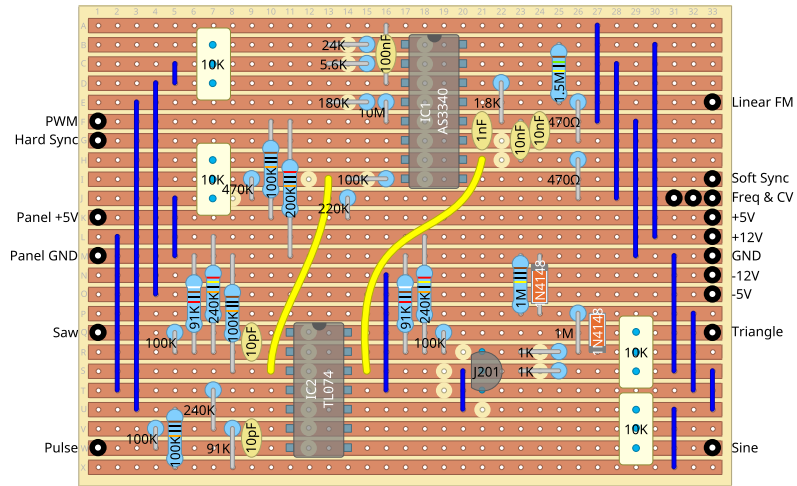 1 2 3 4 5 6 7 8 9 10 11 12 13 14 15 16 17 18 19 20 21 22 23 24 25 26 27 28 29 30 31 32 33
24K
100nF
10K
5.6K
1.5M
180K
10M
IC1
AS3340
1.8K
Linear FM
PWM
470Ω
Hard Sync
1nF
10nF
10nF
10K
100K
470K
200K
100K
470Ω
Soft Sync
220K
Freq & CV
Panel +5V
+5V
+12V
Panel GND
GND
-12V
-5V
91K
240K
100K
91K
240K
1M
1N4148
Saw
100K
10pF
100K
1M
1N4148
Triangle
IC2
TL074
1K
1K
J201
10K
240K
100K
100K
91K
10pF
10K
Pulse
Sine